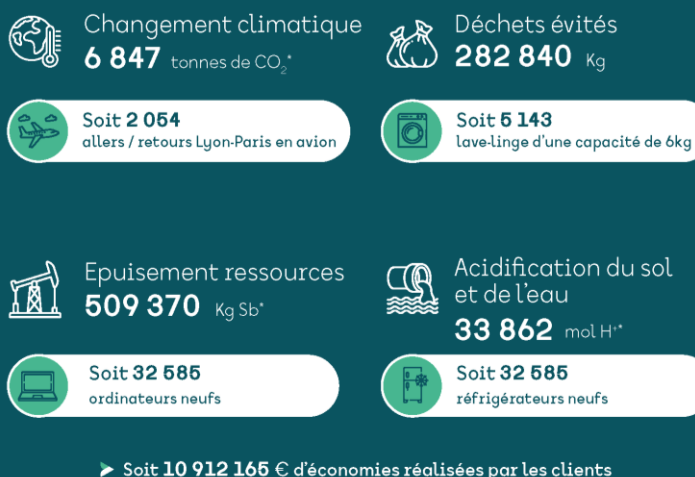 Changement climatique
6 847 tonnes de CO₂*
Soit 2 054
allers / retours Lyon-Paris en avion
Déchets évités
282 840 Kg
Soit 5 143
lave-linge d'une capacité de 6kg
Epuisement ressources
509 370 Kg Sb*
Soit 32 585
ordinateurs neufs
Acidification du sol
et de l'eau
33 862 mol H⁺*
Soit 32 585
réfrigérateurs neufs
Soit 10 912 165 € d'économies réalisées par les clients